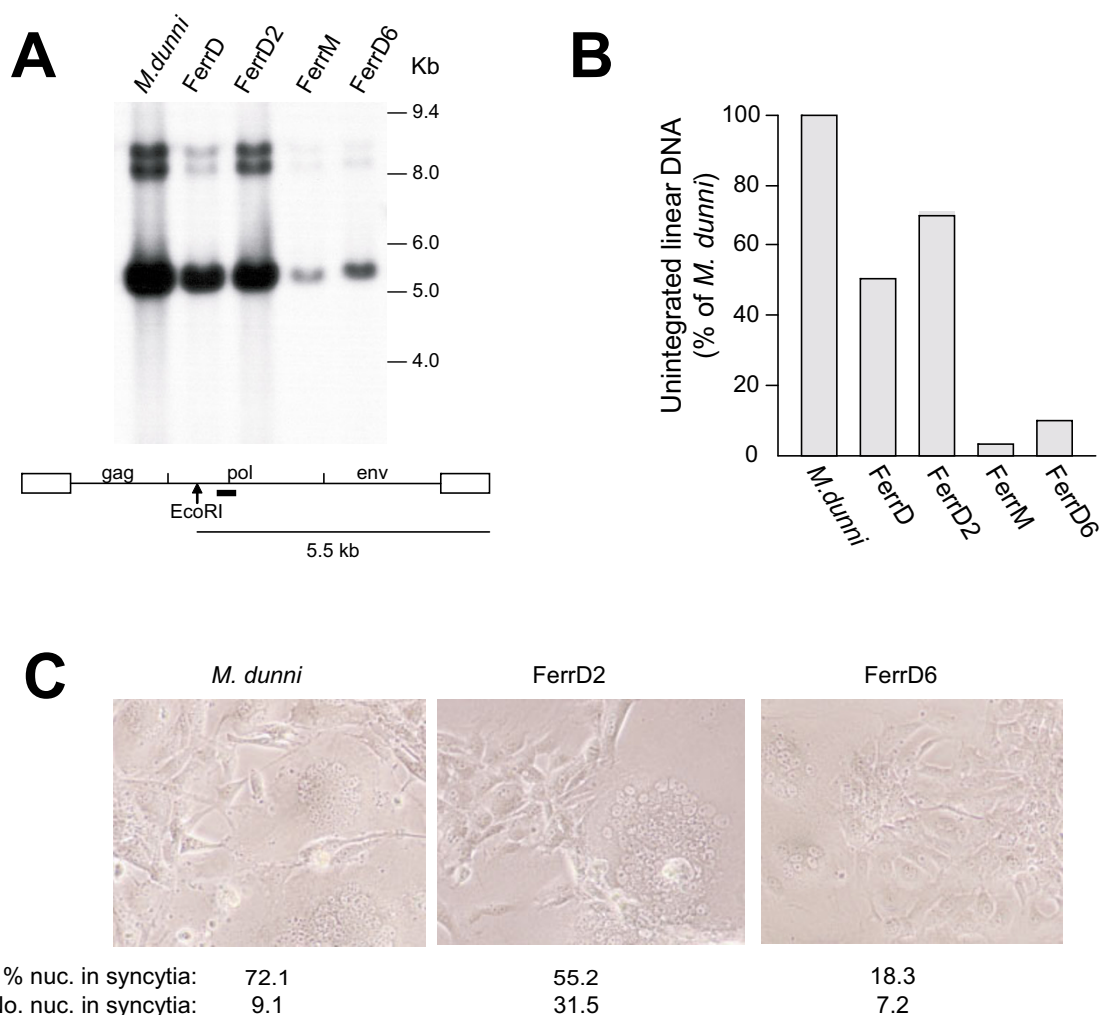 A
M.dunni FerrD FerrD2 FerrM FerrD6 Kb
9.4
8.0
6.0
5.0
4.0
gag pol env
EcoRI
5.5 kb
B
Unintegrated linear DNA
(% of M. dunni)
100
80
60
40
20
0
M.dunni FerrD FerrD2 FerrM FerrD6
C
M. dunni FerrD2 FerrD6
% nuc. in syncytia: 72.1 55.2 18.3
nuc. in syncytia: 9.1 31.5 7.2